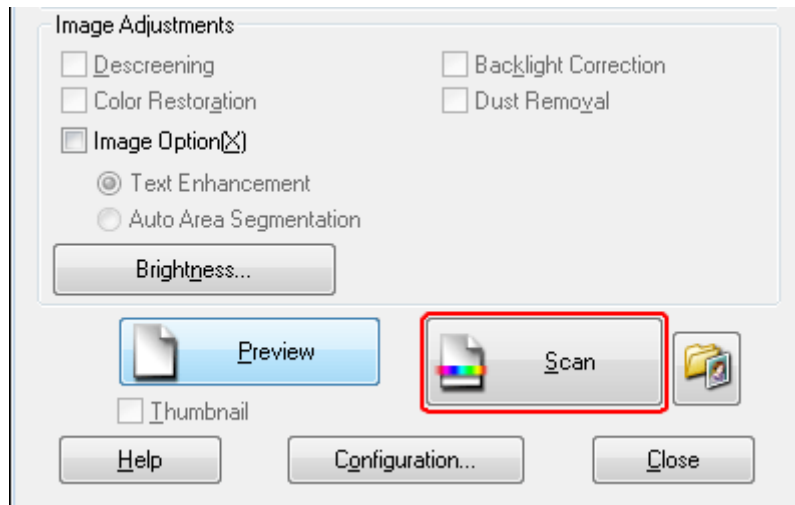 Image Adjustments
Descreening Backlight Correction
Color Restoration Dust Removal
Image Option(X)
Text Enhancement
Auto Area Segmentation
Brightness...
Preview Scan
Thumbnail
Help Configuration... Close